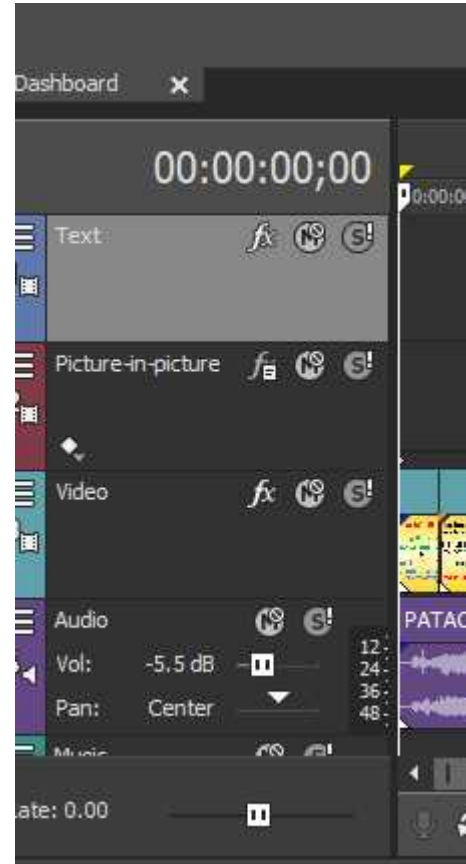 Dashboard
00:00:00;00
Text
Picture-in-picture
Video
Audio
Vol: -5.5 dB
Pan: Center
12
24
36
48
PATAC
Music
ate: 0.00